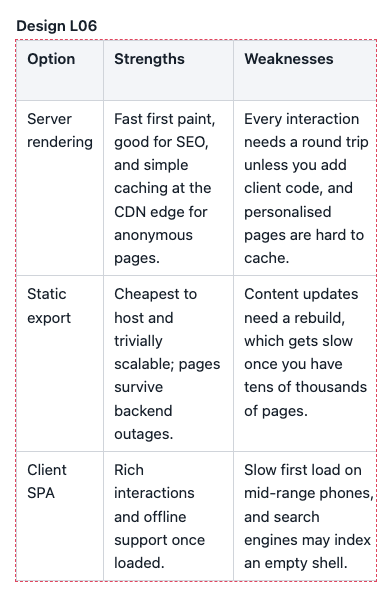 Design L06
Option Strengths Weaknesses
Server
rendering
Fast first paint,
good for SEO,
and simple
caching at the
CDN edge for
anonymous
pages.
Every interaction
needs a round trip
unless you add
client code, and
personalised
pages are hard to
cache.
Static
export
Cheapest to
host and
trivially
scalable; pages
survive
backend
outages.
Content updates
need a rebuild,
which gets slow
once you have
tens of thousands
of pages.
Client
SPA
Rich
interactions
and offline
support once
loaded.
Slow first load on
mid-range phones,
and search
engines may index
an empty shell.